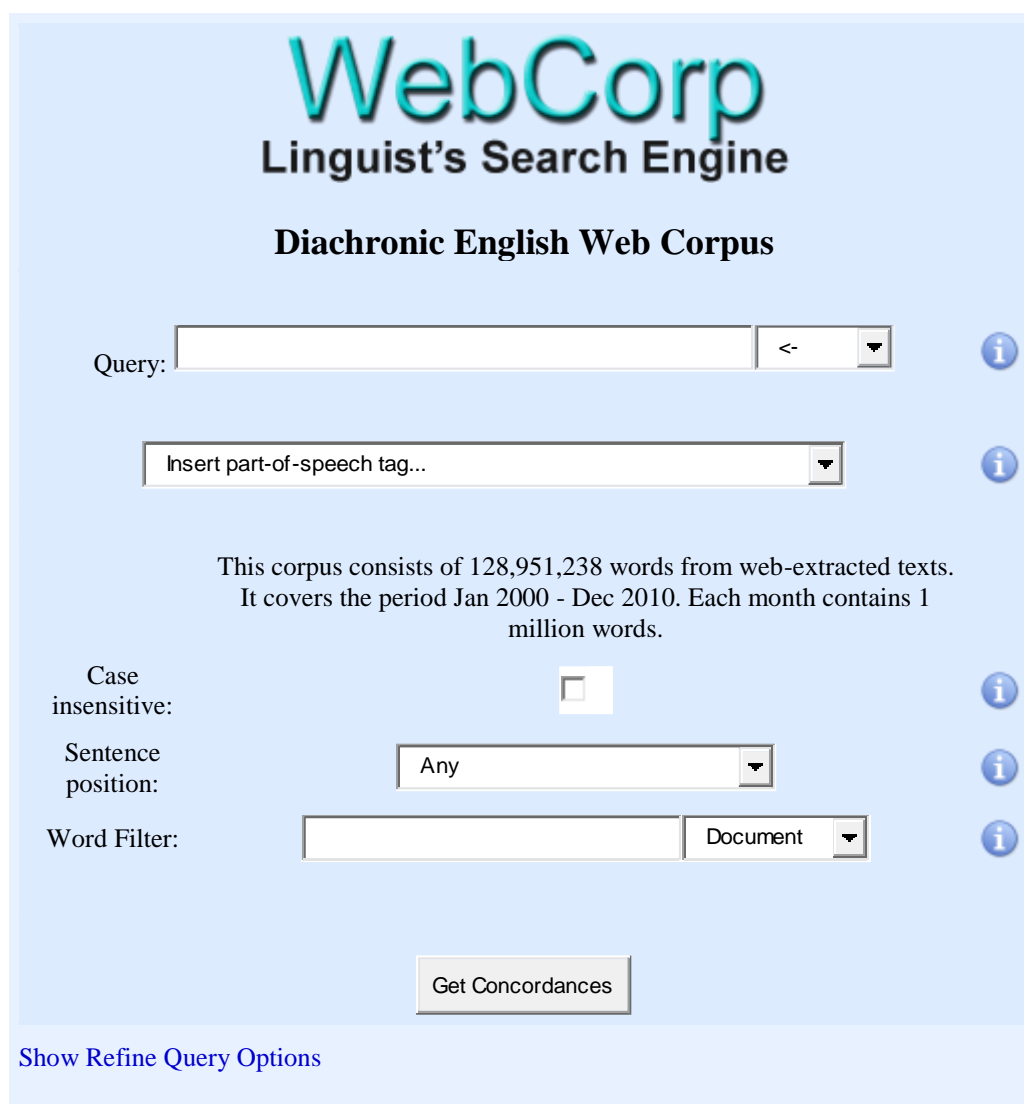 WebCorp
Linguist's Search Engine
Diachronic English Web Corpus
Query: <-
Insert part-of-speech tag...
This corpus consists of 128,951,238 words from web-extracted texts.
It covers the period Jan 2000 - Dec 2010. Each month contains 1
million words.
Case
insensitive:
Sentence
position:
Any
Word Filter: Document
Get Concordances
Show Refine Query Options